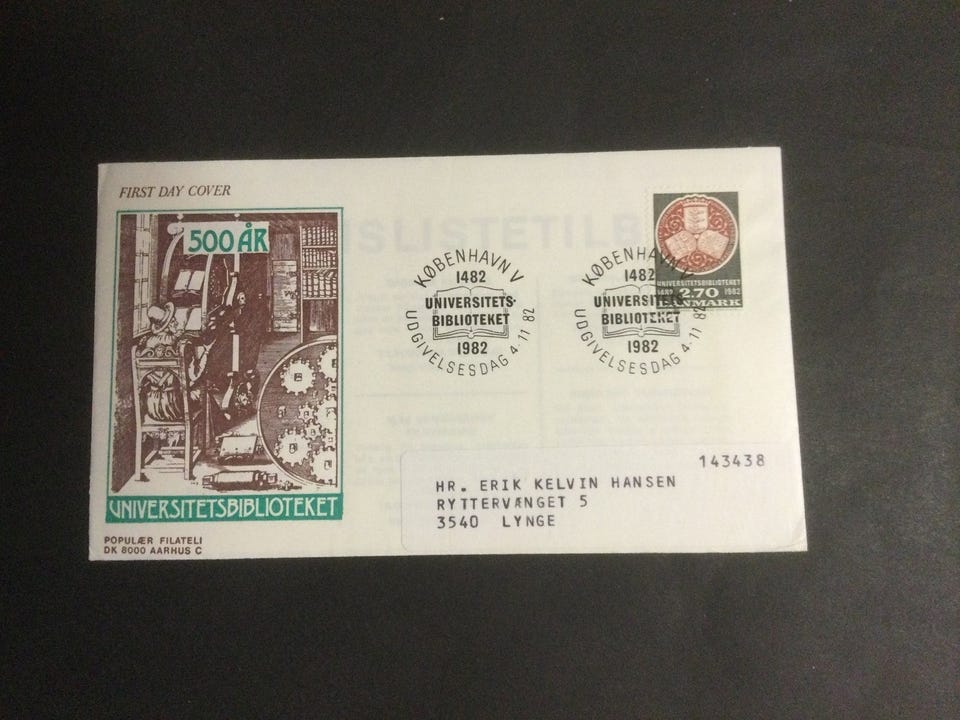 FIRST DAY COVER
500 ÅR
UNIVERSITETSBIBLIOTEKET
POPULÆR FILATELI
DK 8000 AARHUS C
KØBENHAVN V
1482
UNIVERSITETS-
BIBLIOTEKET
1982
UDGIVELSESDAG 4.11.82
KØBENHAVN V
1482
UNIVERSITETS-
BIBLIOTEKET
1982
UDGIVELSESDAG 4.11.82
UNIVERSITETSBIBLIOTEKET
1482 2.70 1982
DANMARK
143438
HR. ERIK KELVIN HANSEN
RYTTERVÆNGET 5
3540 LYNGE